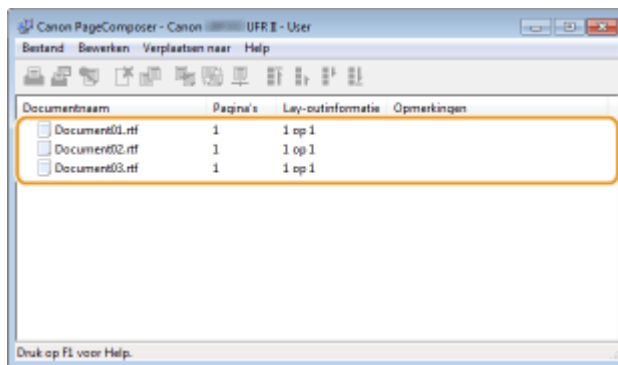 Canon PageComposer - Canon UFR II - User
Bestand Bewerken Verplaatsen naar Help
Documentnaam Pagina's Lay-outinformatie Opmerkingen
Document01.rtf 1 1 op 1
Document02.rtf 1 1 op 1
Document03.rtf 1 1 op 1
Druk op F1 voor Help.